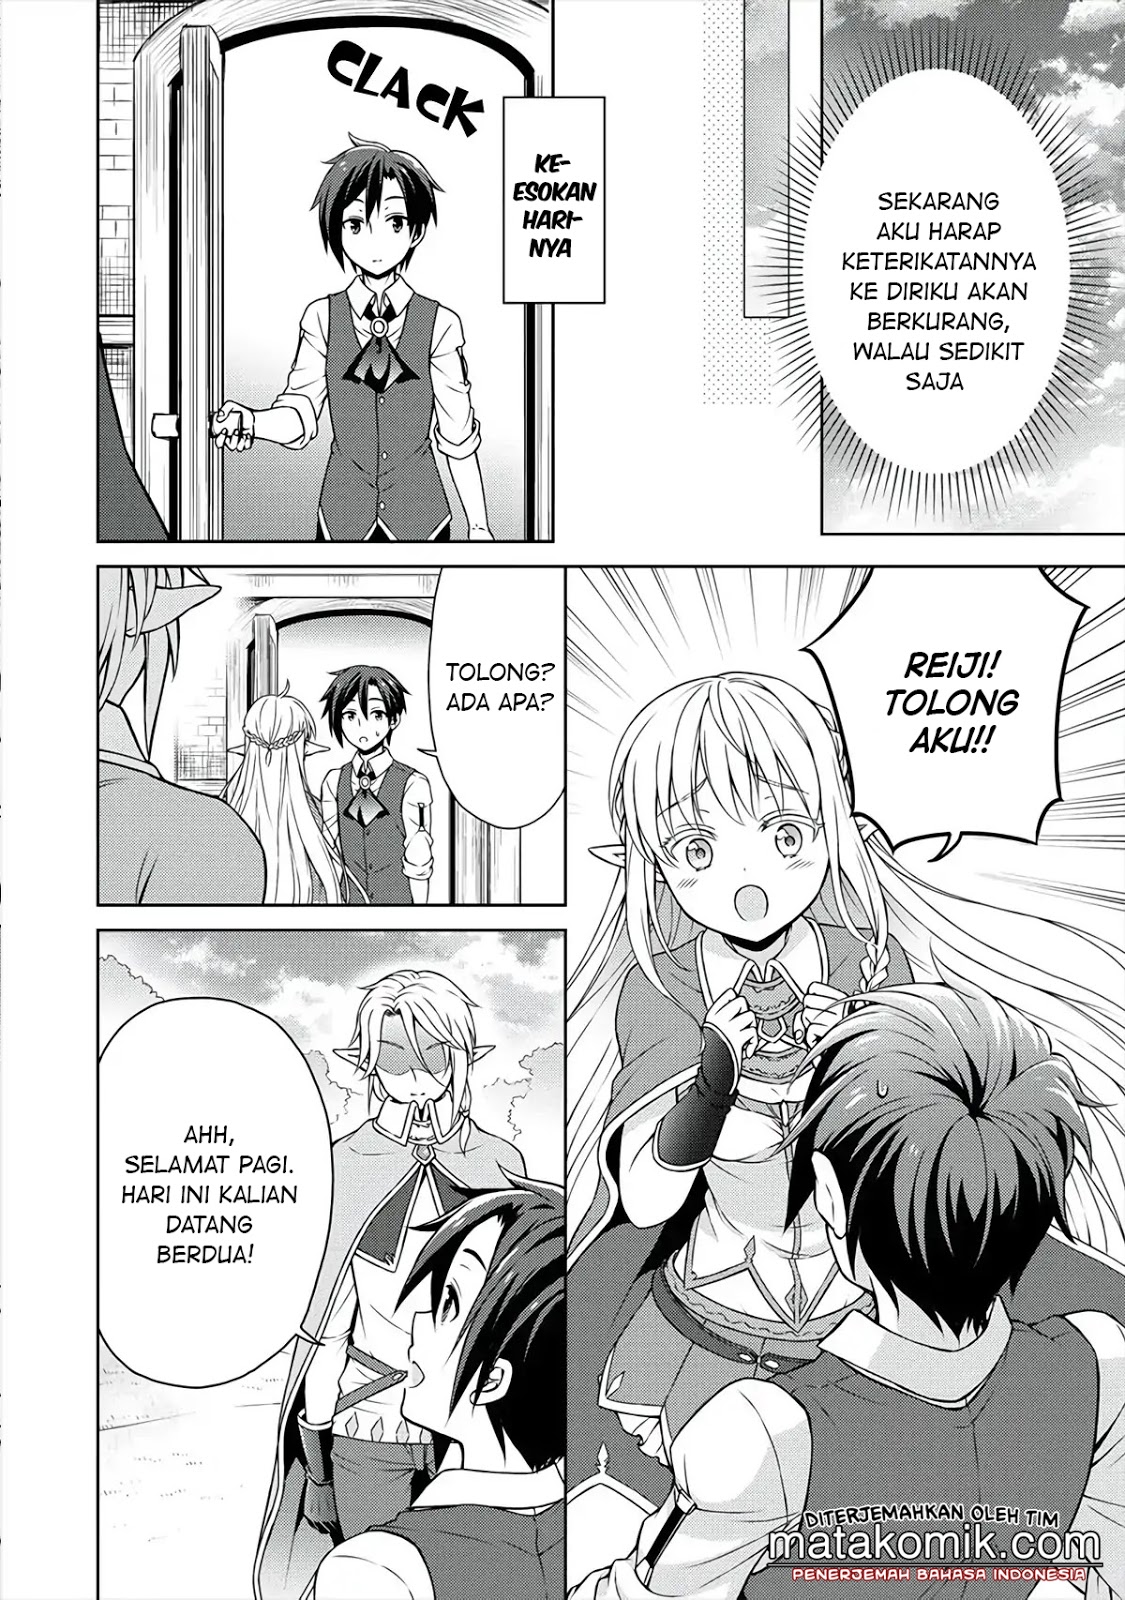 SEKARANG
AKU HARAP
KETERIKATANNYA
KE DIRIKU AKAN
BERKURANG,
WALAU SEDIKIT
SAJA
KE-
ESOKAN
HARI-
NYA
CLACK
REIJI!
TOLONG
AKU!!
TOLONG?
ADA APA?
AHH,
SELAMAT PAGI.
HARI INI KALIAN
DATANG
BERDUA!
DITERJEMAHKAN OLEH TIM
matakomik.com
PENERJEMAH BAHASA INDONESIA